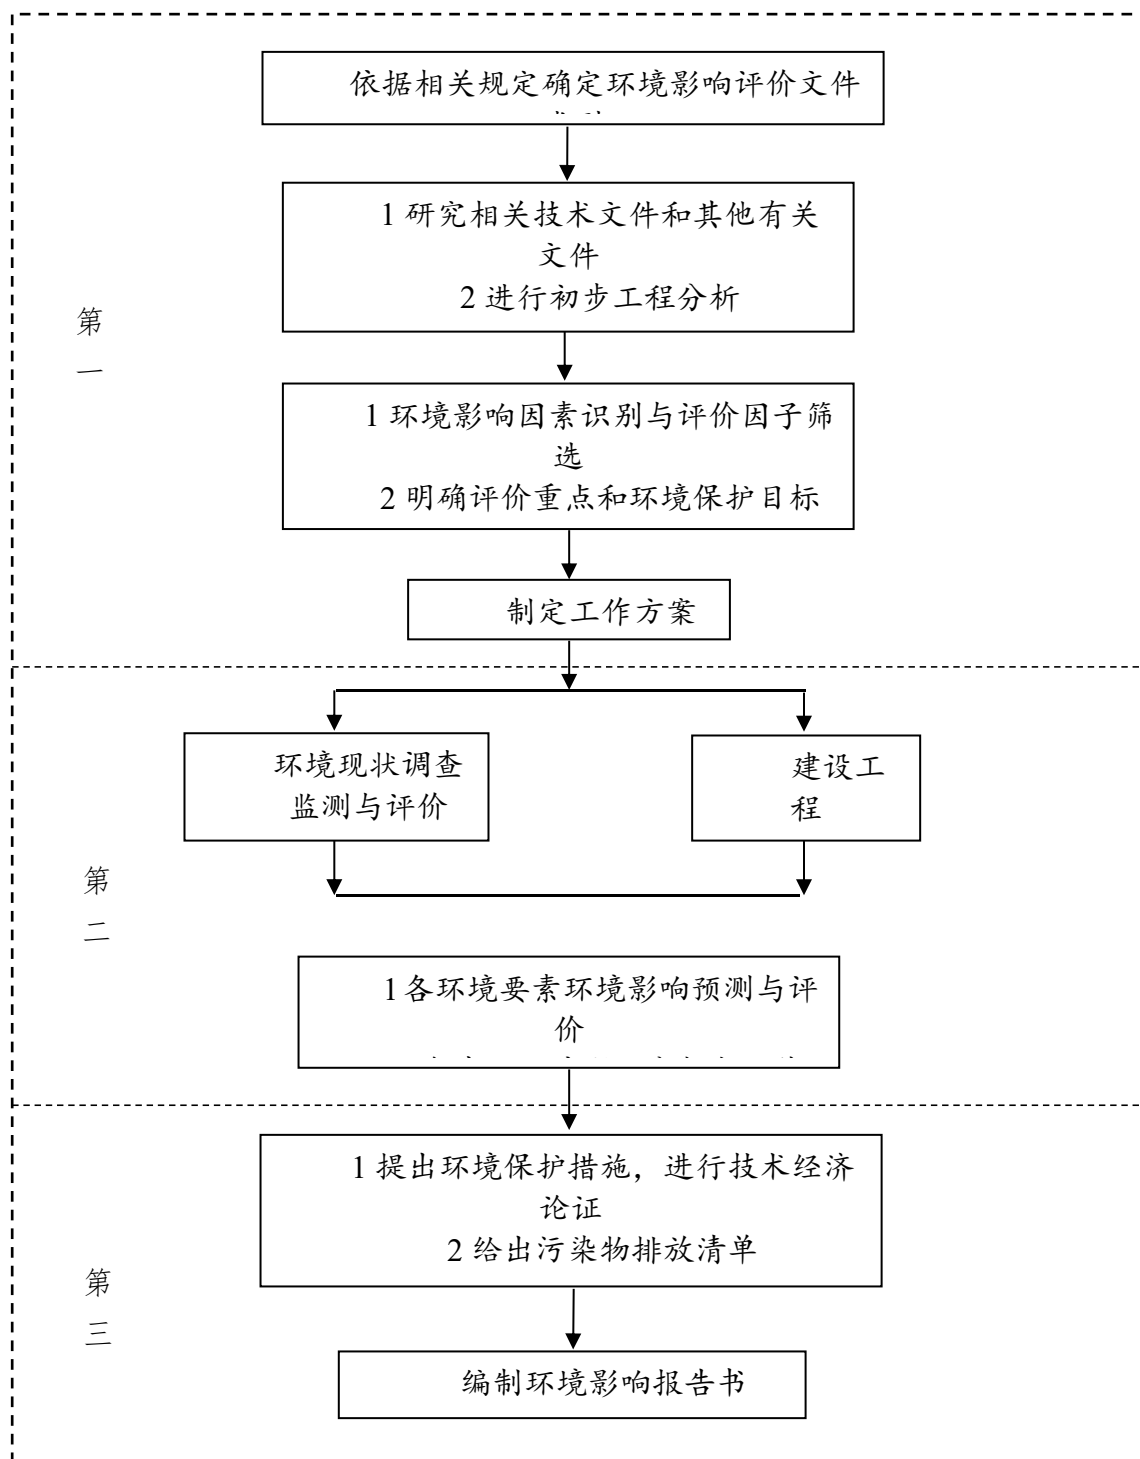 依据相关规定确定环境影响评价文件
1 研究相关技术文件和其他有关
文件
2 进行初步工程分析
第
一
1 环境影响因素识别与评价因子筛
选
2 明确评价重点和环境保护目标
制定工作方案
环境现状调查
监测与评价
建设工
程
第
二
1 各环境要素环境影响预测与评
价
1 提出环境保护措施，进行技术经济
论证
2 给出污染物排放清单
第
三
编制环境影响报告书